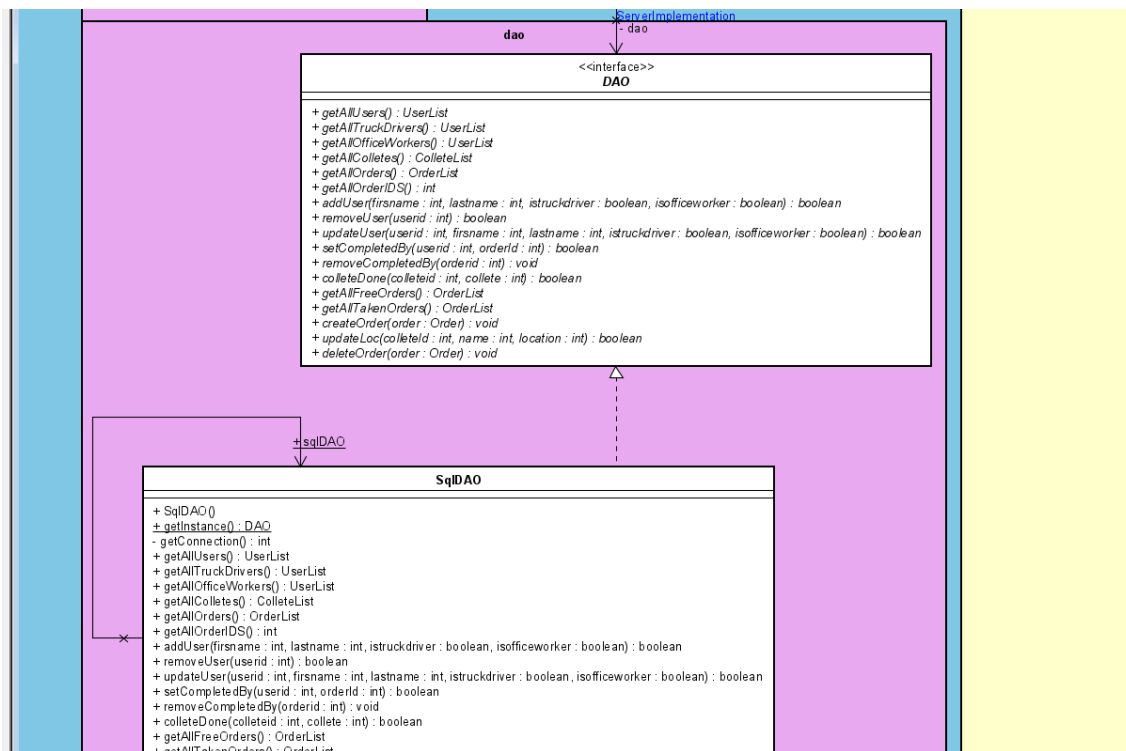 ServerImplementation
- dao
dao
<<interface>>
DAO
+ getAllUsers() : UserList
+ getAllTruckDrivers() : UserList
+ getAllOfficeWorkers() : UserList
+ getAllColletes() : ColleteList
+ getAllOrders() : OrderList
+ getAllOrderIDS() : int
+ addUser(firsname : int, lastname : int, istruckdriver : boolean, isofficeworker : boolean) : boolean
+ removeUser(userid : int) : boolean
+ updateUser(userid : int, firsname : int, lastname : int, istruckdriver : boolean, isofficeworker : boolean) : boolean
+ setCompletedBy(userid : int, orderId : int) : boolean
+ removeCompletedBy(orderid : int) : void
+ colleteDone(colleteid : int, collete : int) : boolean
+ getAllFreeOrders() : OrderList
+ getAllTakenOrders() : OrderList
+ createOrder(order : Order) : void
+ updateLoc(colleteId : int, name : int, location : int) : boolean
+ deleteOrder(order : Order) : void
+ sqlDAO
SqlDAO
+ SqlDAO()
+ getInstance() : DAO
- getConnection() : int
+ getAllUsers() : UserList
+ getAllTruckDrivers() : UserList
+ getAllOfficeWorkers() : UserList
+ getAllColletes() : ColleteList
+ getAllOrders() : OrderList
+ getAllOrderIDS() : int
+ addUser(firsname : int, lastname : int, istruckdriver : boolean, isofficeworker : boolean) : boolean
+ removeUser(userid : int) : boolean
+ updateUser(userid : int, firsname : int, lastname : int, istruckdriver : boolean, isofficeworker : boolean) : boolean
+ setCompletedBy(userid : int, orderId : int) : boolean
+ removeCompletedBy(orderid : int) : void
+ colleteDone(colleteid : int, collete : int) : boolean
+ getAllFreeOrders() : OrderList
+ getAllTakenOrders() : OrderList